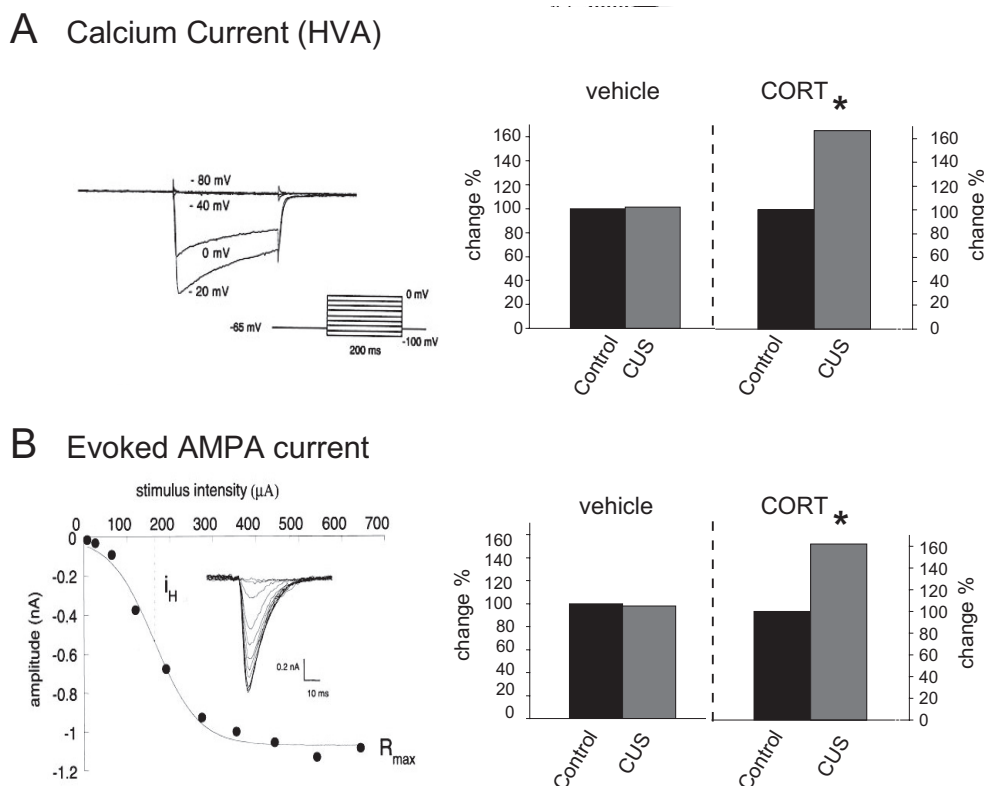 A Calcium Current (HVA)
- 80 mV
- 40 mV
0 mV
- 20 mV
0 mV
-65 mV
-100 mV
200 ms
vehicle
CORT
*
change %
160
140
120
100
80
60
40
20
0
Control
CUS
Control
CUS
160
140
120
100
80
60
40
20
0
change %
B Evoked AMPA current
stimulus intensity (µA)
0 100 200 300 400 500 600 700
amplitude (nA)
0
-0.2
-0.4
-0.6
-0.8
-1
-1.2
iH
0.2 nA
10 ms
Rmax
vehicle
CORT
*
change %
160
140
120
100
80
60
40
20
0
Control
CUS
Control
CUS
160
140
120
100
80
60
40
20
0
change %